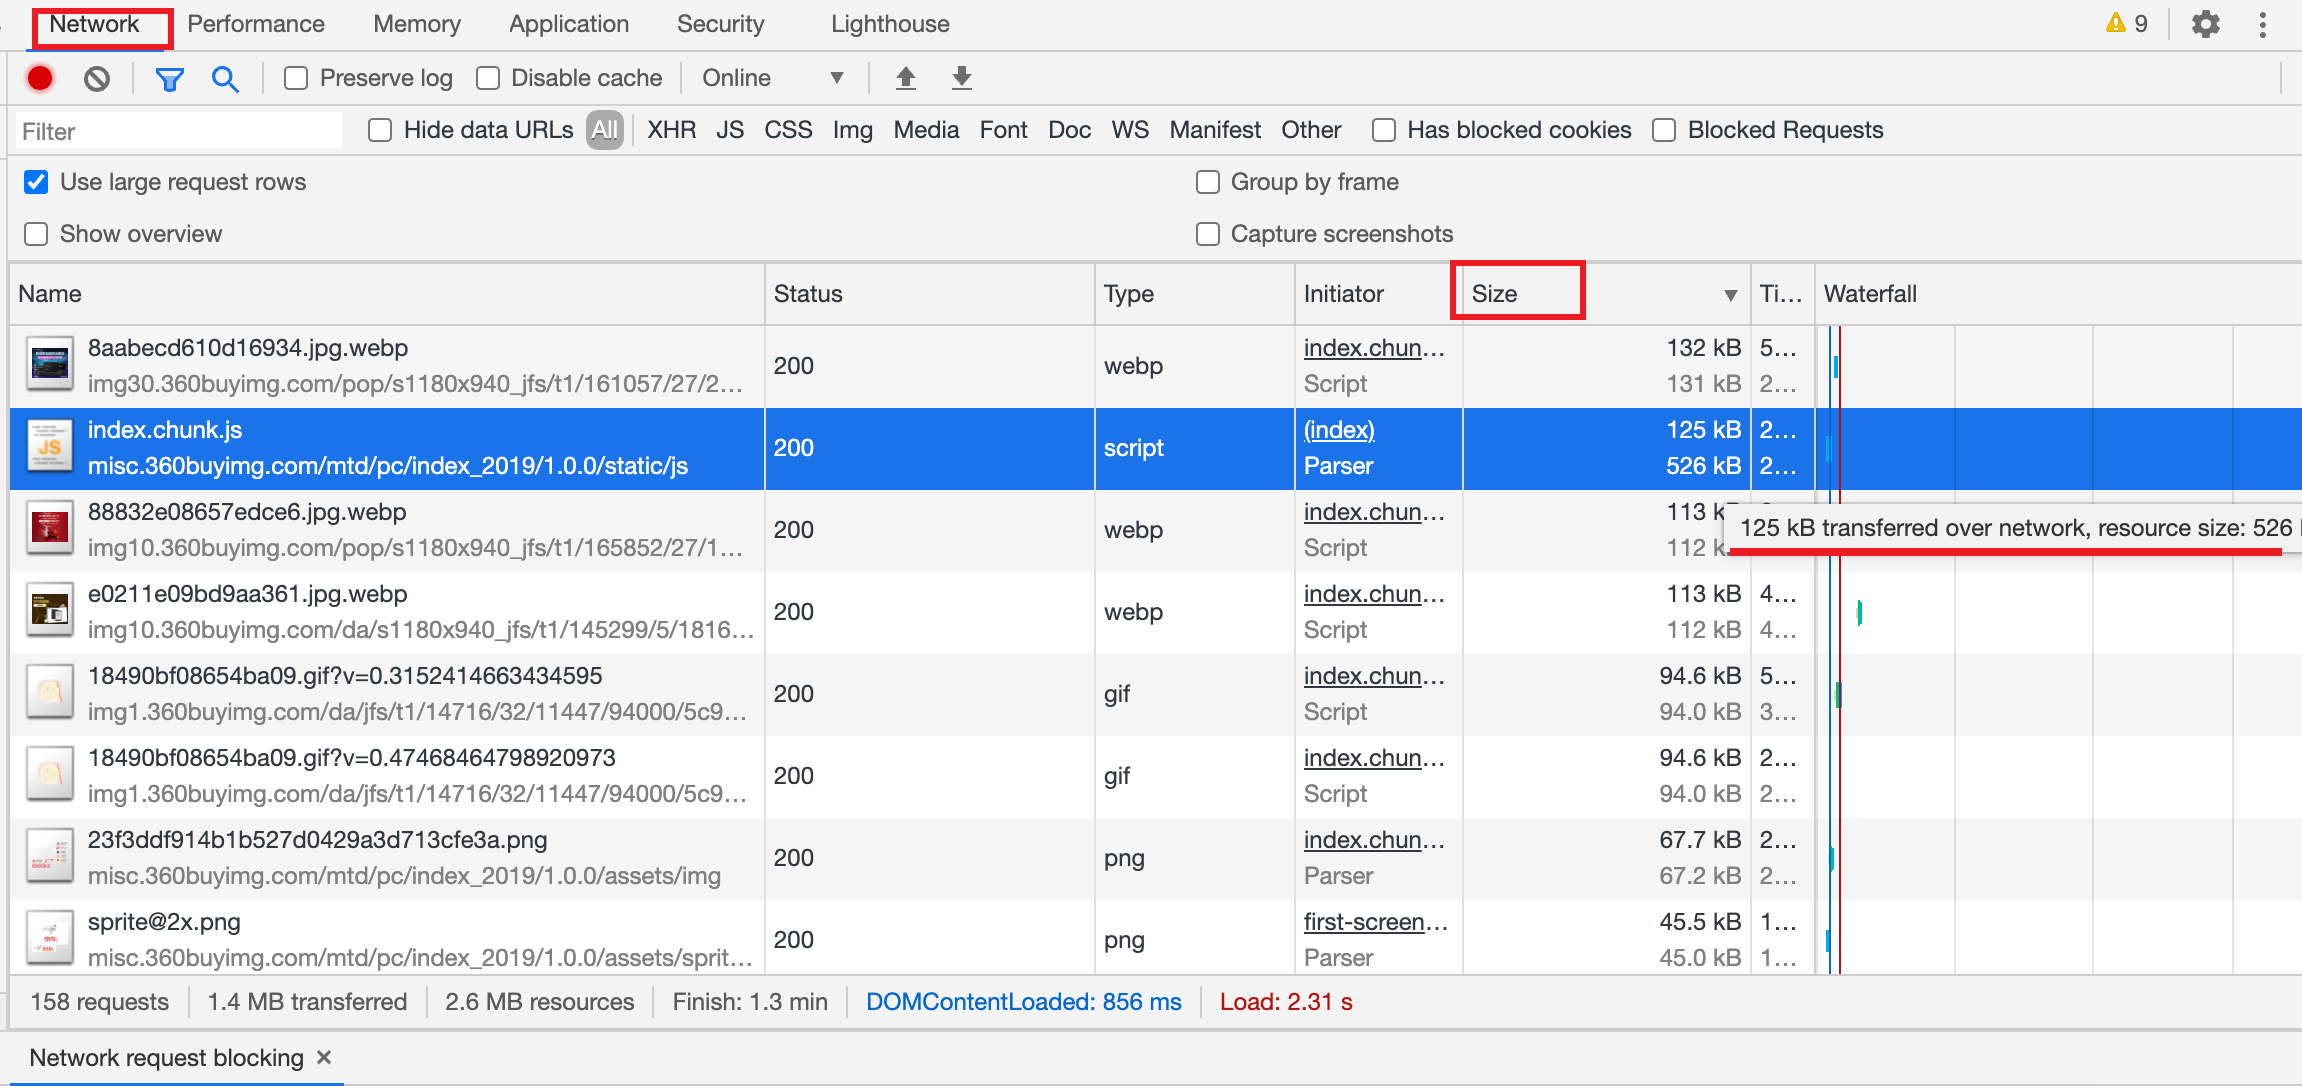 Network Performance Memory Application Security Lighthouse 9
Preserve log Disable cache Online
Filter Hide data URLs All XHR JS CSS Img Media Font Doc WS Manifest Other Has blocked cookies Blocked Requests
Use large request rows Group by frame
Show overview Capture screenshots
Name Status Type Initiator Size Ti... Waterfall
8aabecd610d16934.jpg.webp 200 webp index.chun... 132 kB 5...
img30.360buyimg.com/pop/s1180x940_jfs/t1/161057/27/2... Script 131 kB 2...
index.chunk.js 200 script (index) 125 kB 2...
misc.360buyimg.com/mtd/pc/index_2019/1.0.0/static/js Parser 526 kB 2...
88832e08657edce6.jpg.webp 200 webp index.chun... 113 k
img10.360buyimg.com/pop/s1180x940_jfs/t1/165852/27/1... Script 112 k
125 kB transferred over network, resource size: 526
e0211e09bd9aa361.jpg.webp 200 webp index.chun... 113 kB 4...
img10.360buyimg.com/da/s1180x940_jfs/t1/145299/5/1816... Script 112 kB 4...
18490bf08654ba09.gif?v=0.3152414663434595 200 gif index.chun... 94.6 kB 5...
img1.360buyimg.com/da/jfs/t1/14716/32/11447/94000/5c9... Script 94.0 kB 3...
18490bf08654ba09.gif?v=0.47468464798920973 200 gif index.chun... 94.6 kB 2...
img1.360buyimg.com/da/jfs/t1/14716/32/11447/94000/5c9... Script 94.0 kB 2...
23f3ddf914b1b527d0429a3d713cfe3a.png 200 png index.chun... 67.7 kB 2...
misc.360buyimg.com/mtd/pc/index_2019/1.0.0/assets/img Parser 67.2 kB 2...
sprite@2x.png 200 png first-screen... 45.5 kB 1...
misc.360buyimg.com/mtd/pc/index_2019/1.0.0/assets/sprit... Parser 45.0 kB 1...
158 requests 1.4 MB transferred 2.6 MB resources Finish: 1.3 min DOMContentLoaded: 856 ms Load: 2.31 s
Network request blocking ×